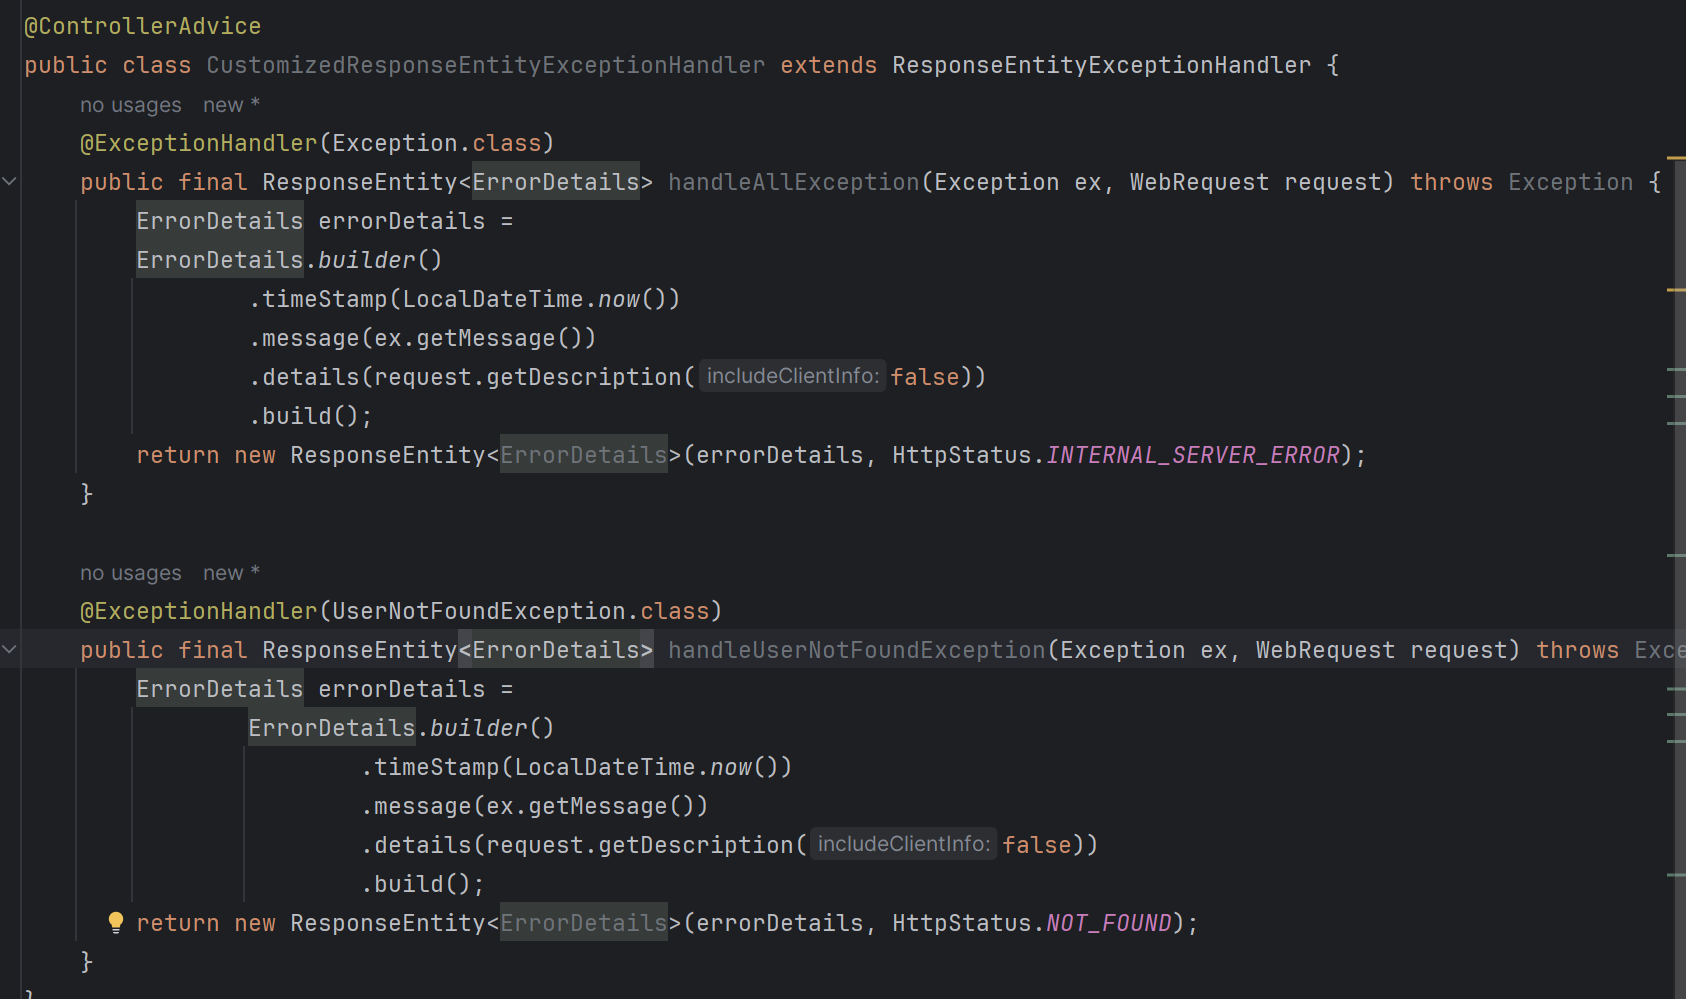 @ControllerAdvice
public class CustomizedResponseEntityExceptionHandler extends ResponseEntityExceptionHandler {
no usages new *
@ExceptionHandler(Exception.class)
public final ResponseEntity<ErrorDetails> handleAllException(Exception ex, WebRequest request) throws Exception {
ErrorDetails errorDetails =
ErrorDetails.builder()
.timeStamp(LocalDateTime.now())
.message(ex.getMessage())
.details(request.getDescription( includeClientInfo: false))
.build();
return new ResponseEntity<ErrorDetails>(errorDetails, HttpStatus.INTERNAL_SERVER_ERROR);
}
no usages new *
@ExceptionHandler(UserNotFoundException.class)
public final ResponseEntity<ErrorDetails> handleUserNotFoundException(Exception ex, WebRequest request) throws Exce
ErrorDetails errorDetails =
ErrorDetails.builder()
.timeStamp(LocalDateTime.now())
.message(ex.getMessage())
.details(request.getDescription( includeClientInfo: false))
.build();
return new ResponseEntity<ErrorDetails>(errorDetails, HttpStatus.NOT_FOUND);
}
}